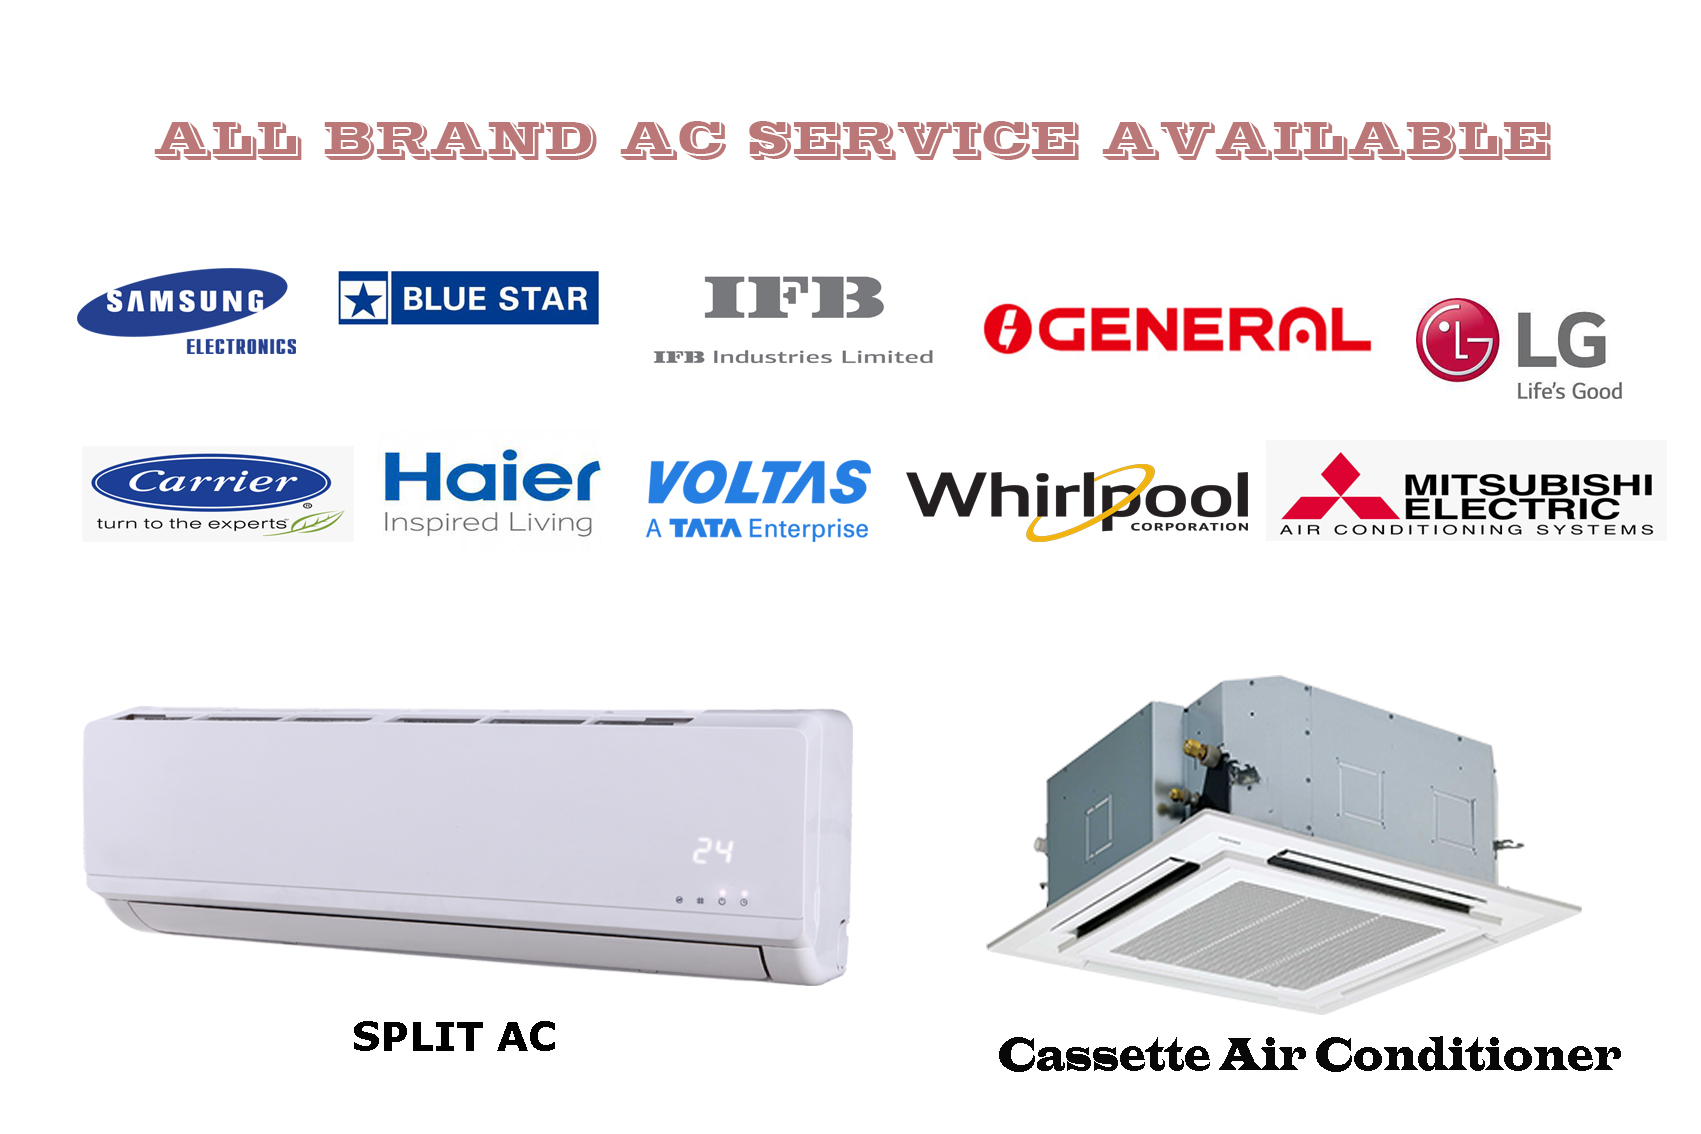 ALL BRAND AC SERVICE AVAILABLE
SAMSUNG
ELECTRONICS
BLUE STAR
IFB
IFB Industries Limited
GENERAL
LG
Life's Good
Carrier
turn to the experts
Haier
Inspired Living
VOLTAS
A TATA Enterprise
Whirlpool
CORPORATION
MITSUBISHI
ELECTRIC
AIR CONDITIONING SYSTEMS
24
SPLIT AC
Cassette Air Conditioner